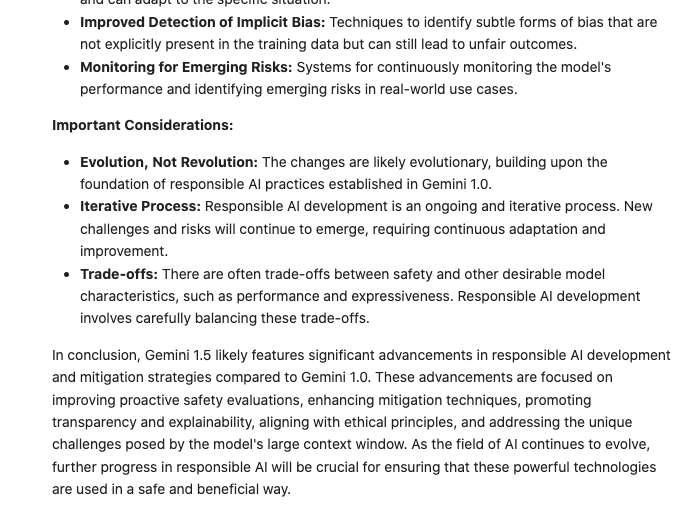 and can adapt to the specific situation.
• Improved Detection of Implicit Bias: Techniques to identify subtle forms of bias that are
not explicitly present in the training data but can still lead to unfair outcomes.
• Monitoring for Emerging Risks: Systems for continuously monitoring the model's
performance and identifying emerging risks in real-world use cases.
Important Considerations:
• Evolution, Not Revolution: The changes are likely evolutionary, building upon the
foundation of responsible AI practices established in Gemini 1.0.
• Iterative Process: Responsible AI development is an ongoing and iterative process. New
challenges and risks will continue to emerge, requiring continuous adaptation and
improvement.
• Trade-offs: There are often trade-offs between safety and other desirable model
characteristics, such as performance and expressiveness. Responsible AI development
involves carefully balancing these trade-offs.
In conclusion, Gemini 1.5 likely features significant advancements in responsible AI development
and mitigation strategies compared to Gemini 1.0. These advancements are focused on
improving proactive safety evaluations, enhancing mitigation techniques, promoting
transparency and explainability, aligning with ethical principles, and addressing the unique
challenges posed by the model's large context window. As the field of AI continues to evolve,
further progress in responsible AI will be crucial for ensuring that these powerful technologies
are used in a safe and beneficial way.